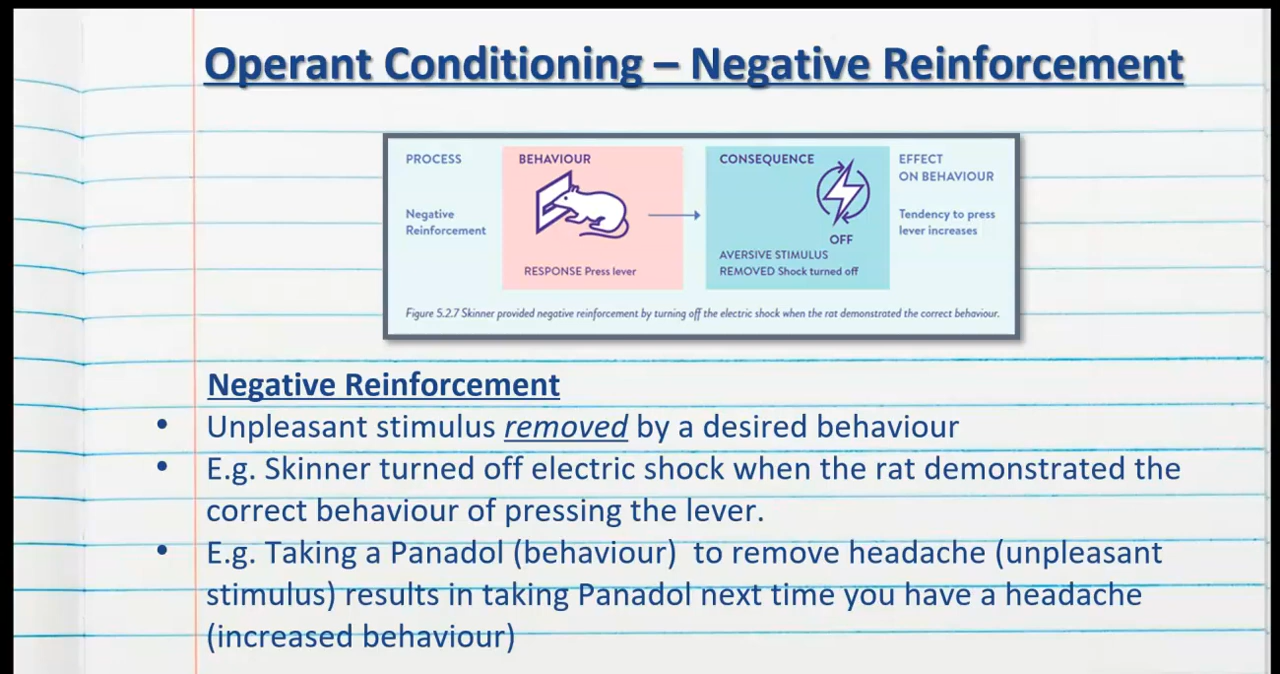 Operant Conditioning – Negative Reinforcement
PROCESS
BEHAVIOUR
CONSEQUENCE
EFFECT
ON BEHAVIOUR
Negative
Reinforcement
Tendency to press
lever increases
OFF
RESPONSE Press lever
AVERSIVE STIMULUS
REMOVED Shock turned off
Figure 5.2.7 Skinner provided negative reinforcement by turning off the electric shock when the rat demonstrated the correct behaviour.
Negative Reinforcement
• Unpleasant stimulus removed by a desired behaviour
• E.g. Skinner turned off electric shock when the rat demonstrated the
correct behaviour of pressing the lever.
• E.g. Taking a Panadol (behaviour) to remove headache (unpleasant
stimulus) results in taking Panadol next time you have a headache
(increased behaviour)